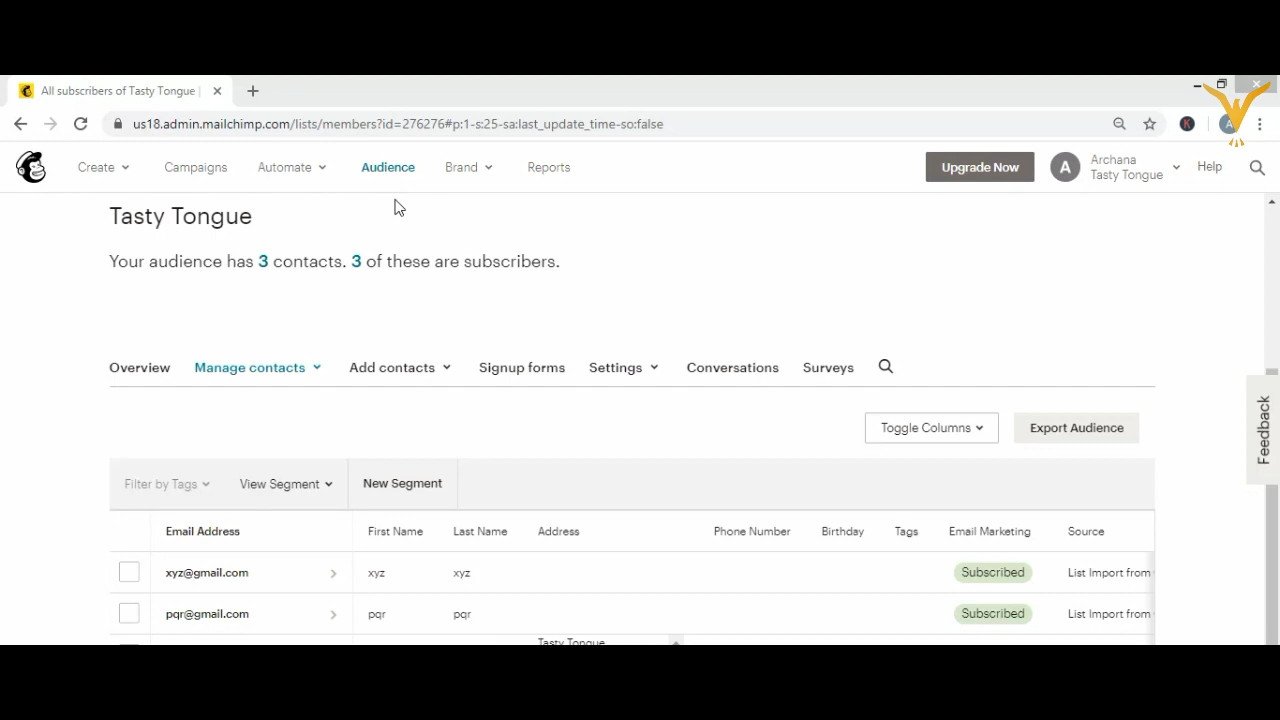 All subscribers of Tasty Tongue |
us18.admin.mailchimp.com/lists/members?id=276276#p:1-s:25-sa:last_update_time-so:false
K
Create Campaigns Automate Audience Brand Reports Upgrade Now A Archana Help
Tasty Tongue
Tasty Tongue
Your audience has 3 contacts. 3 of these are subscribers.
Overview Manage contacts Add contacts Signup forms Settings Conversations Surveys
Toggle Columns Export Audience
Feedback
Filter by Tags View Segment New Segment
Email Address First Name Last Name Address Phone Number Birthday Tags Email Marketing Source
xyz@gmail.com xyz xyz Subscribed List Import from
pqr@gmail.com pqr pqr Subscribed List Import from
Tasty Tongue